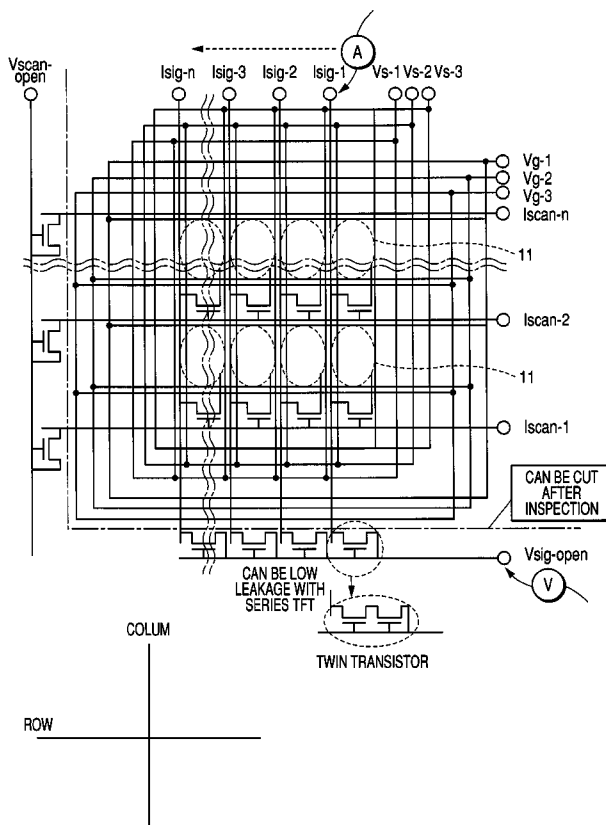 A
Vscan-
open
Isig-n
Isig-3
Isig-2
Isig-1
Vs-1
Vs-2
Vs-3
Vg-1
Vg-2
Vg-3
Iscan-n
11
Iscan-2
11
Iscan-1
CAN BE CUT
AFTER
INSPECTION
Vsig-open
V
CAN BE LOW
LEAKAGE WITH
SERIES TFT
TWIN TRANSISTOR
COLUM
ROW